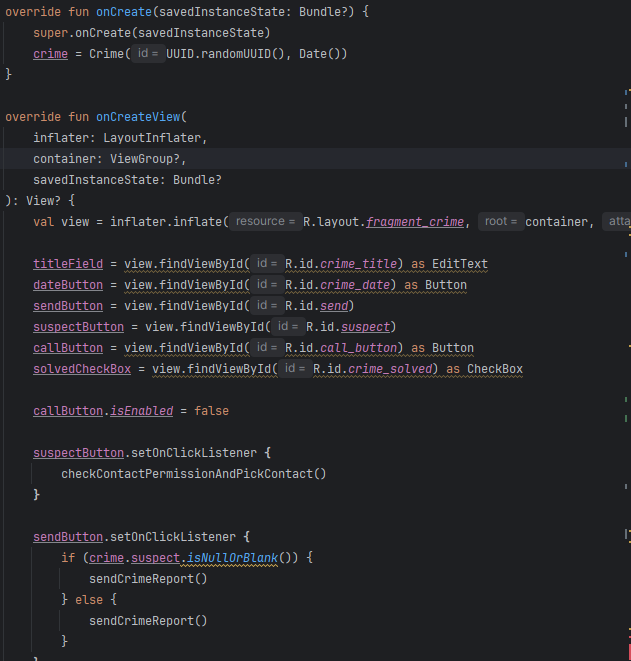 override fun onCreate(savedInstanceState: Bundle?) {
super.onCreate(savedInstanceState)
crime = Crime( id = UUID.randomUUID(), Date())
}
override fun onCreateView(
inflater: LayoutInflater,
container: ViewGroup?,
savedInstanceState: Bundle?
): View? {
val view = inflater.inflate( resource = R.layout.fragment_crime, root = container, atta
titleField = view.findViewById( id = R.id.crime_title) as EditText
dateButton = view.findViewById( id = R.id.crime_date) as Button
sendButton = view.findViewById( id = R.id.send)
suspectButton = view.findViewById( id = R.id.suspect)
callButton = view.findViewById( id = R.id.call_button) as Button
solvedCheckBox = view.findViewById( id = R.id.crime_solved) as CheckBox
callButton.isEnabled = false
suspectButton.setOnClickListener {
checkContactPermissionAndPickContact()
}
sendButton.setOnClickListener {
if (crime.suspect.isNullOrBlank()) {
sendCrimeReport()
} else {
sendCrimeReport()
}
}